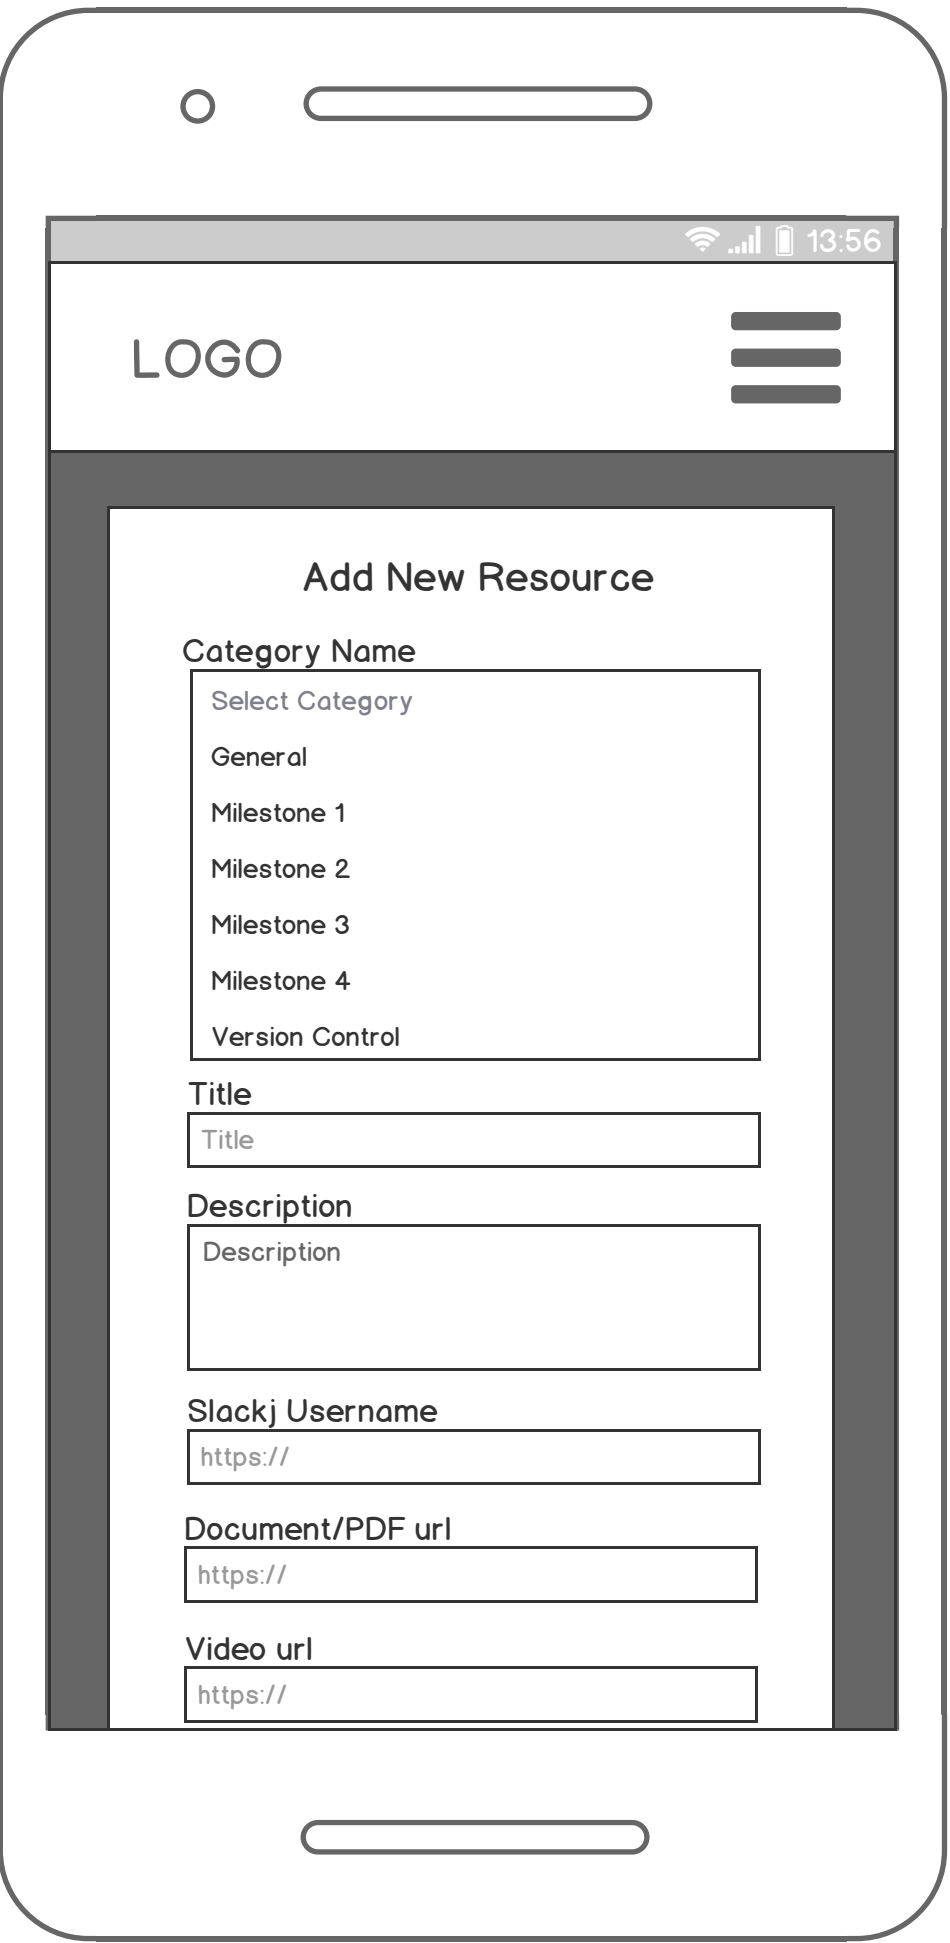 13:56
LOGO
Add New Resource
Category Name
Select Category
General
Milestone 1
Milestone 2
Milestone 3
Milestone 4
Version Control
Title
Title
Description
Description
Slackj Username
https://
Document/PDF url
https://
Video url
https://